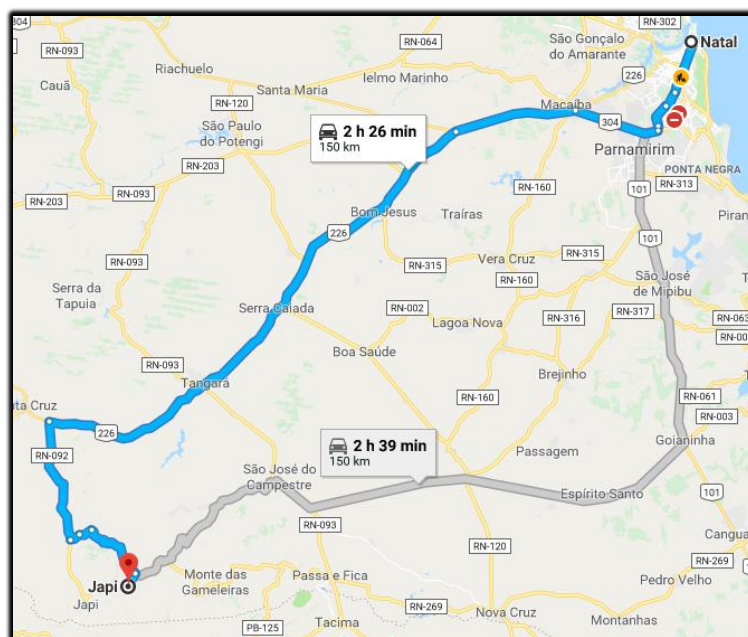 304
RN-093
RN-064
RN-302
São Gonçalo
do Amarante
Natal
Cauã
Riachuelo
Ielmo Marinho
226
Santa Maria
RN-120
Macaíba
2 h 26 min
150 km
304
São Paulo
do Potengi
Parnamirim
RN-203
PONTA NEGRA
RN-160
101
RN-313
RN-093
RN-203
Bom Jesus
Traíras
101
226
RN-315
Vera Cruz
RN-315
RN-093
RN-160
São José
de Mipibu
Serra da
Tapuia
Serra Caiada
RN-002
RN-316
RN-317
RN-063
Lagoa Nova
Boa Saúde
RN-093
Brejinho
Tangará
RN-160
RN-061
RN-003
226
Goianinha
2 h 39 min
150 km
RN-092
Passagem
São José do
Campestre
Espírito Santo
101
RN-093
RN-120
RN-269
Monte das
Gameleiras
Passa e Fica
Pedro Velho
Japi
Japi
RN-269
Nova Cruz
Montanhas
Tacima
PB-125